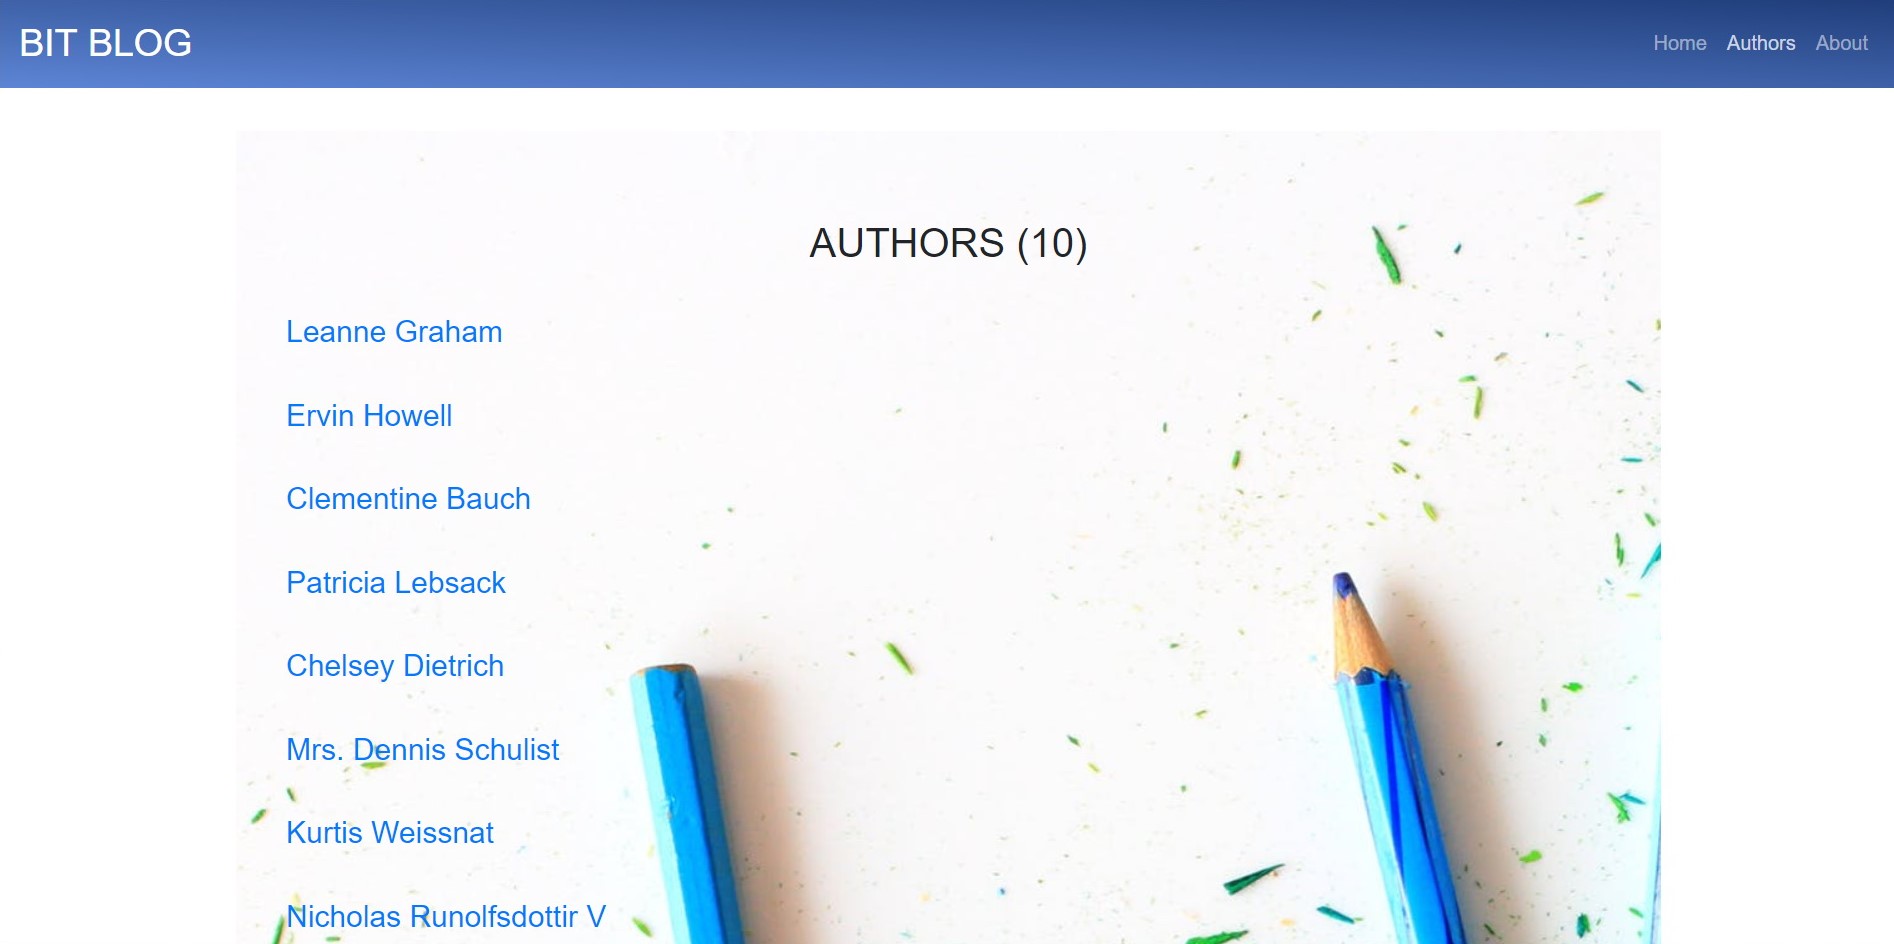 BIT BLOG
Home Authors About
AUTHORS (10)
Leanne Graham
Ervin Howell
Clementine Bauch
Patricia Lebsack
Chelsey Dietrich
Mrs. Dennis Schulist
Kurtis Weissnat
Nicholas Runolfsdottir V